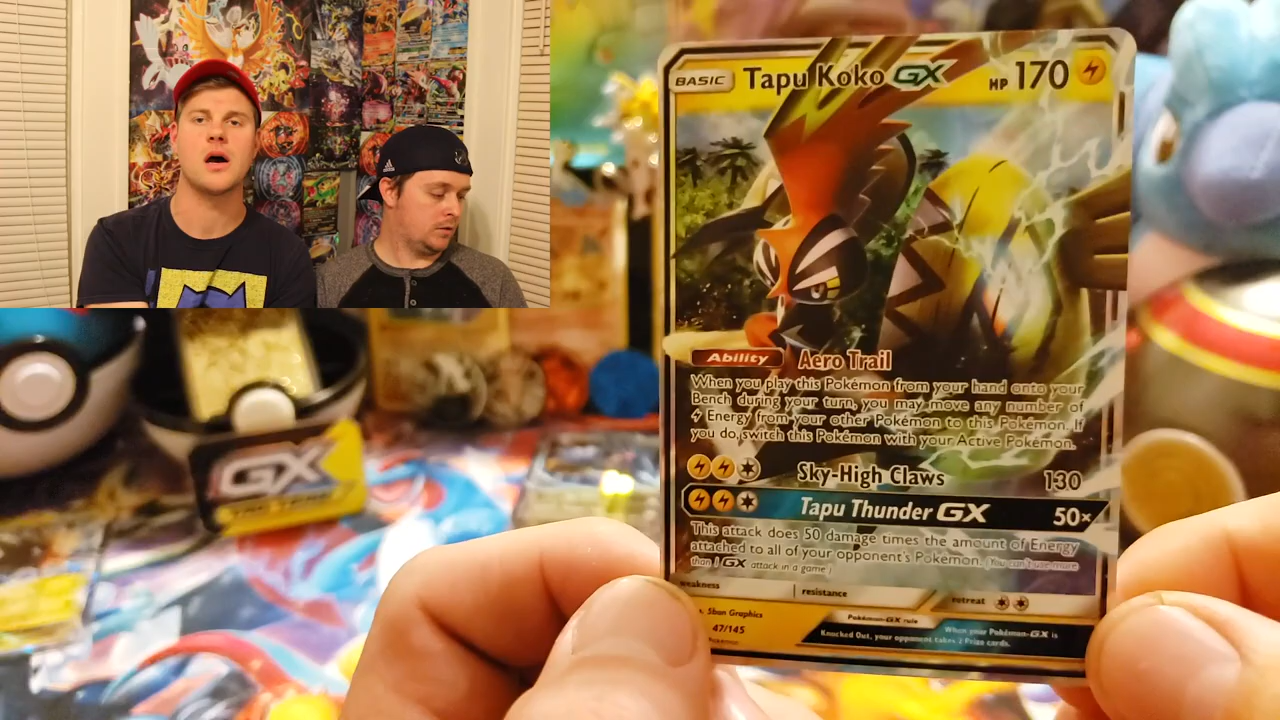 BASIC Tapu Koko GX HP 170
Ability Aero Trail
When you play this Pokémon from your hand onto your
Bench during your turn, you may move any number of
Energy from your other Pokémon to this Pokémon. If
you do, switch this Pokémon with your Active Pokémon.
Sky-High Claws 130
Tapu Thunder GX 50×
This attack does 50 damage times the amount of Energy
attached to all of your opponent's Pokémon. (You can't use more
than 1 GX attack in a game.)
weakness resistance retreat
5ban Graphics
47/145
Pokémon-GX rule
When your Pokémon-GX is
Knocked Out, your opponent takes 2 Prize cards.
GX
adidas